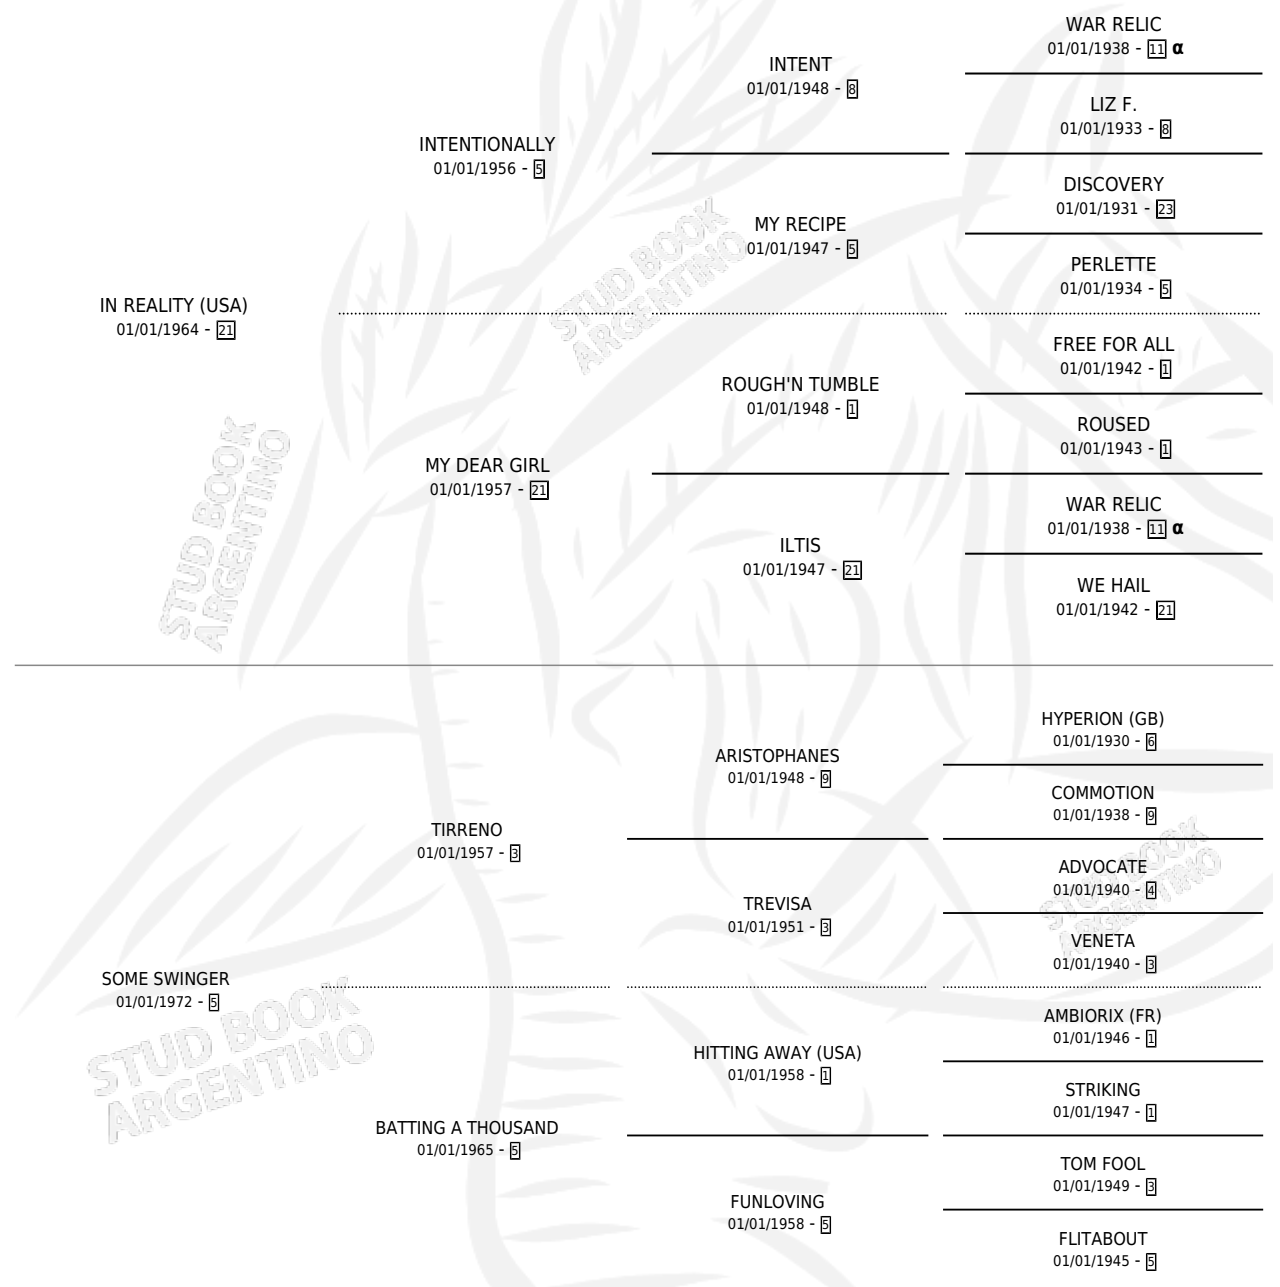 WAR RELIC
01/01/1938 - 11 α
INTENT
01/01/1948 - 8
LIZ F.
01/01/1933 - 8
INTENTIONALLY
01/01/1956 - 5
DISCOVERY
01/01/1931 - 23
MY RECIPE
01/01/1947 - 5
PERLETTE
01/01/1934 - 5
IN REALITY (USA)
01/01/1964 - 21
FREE FOR ALL
01/01/1942 - 1
ROUGH'N TUMBLE
01/01/1948 - 1
ROUSED
01/01/1943 - 1
MY DEAR GIRL
01/01/1957 - 21
WAR RELIC
01/01/1938 - 11 α
ILTIS
01/01/1947 - 21
WE HAIL
01/01/1942 - 21
HYPERION (GB)
01/01/1930 - 6
ARISTOPHANES
01/01/1948 - 9
COMMOTION
01/01/1938 - 9
TIRRENO
01/01/1957 - 3
ADVOCATE
01/01/1940 - 4
TREVISA
01/01/1951 - 3
VENETA
01/01/1940 - 3
SOME SWINGER
01/01/1972 - 5
AMBIORIX (FR)
01/01/1946 - 1
HITTING AWAY (USA)
01/01/1958 - 1
STRIKING
01/01/1947 - 1
BATTING A THOUSAND
01/01/1965 - 5
TOM FOOL
01/01/1949 - 3
FUNLOVING
01/01/1958 - 5
FLITABOUT
01/01/1945 - 5
STUD BOOK
ARGENTINO
STUD BOOK
ARGENTINO
STUD BOOK
ARGENTINO
STUD BOOK
ARGENTINO